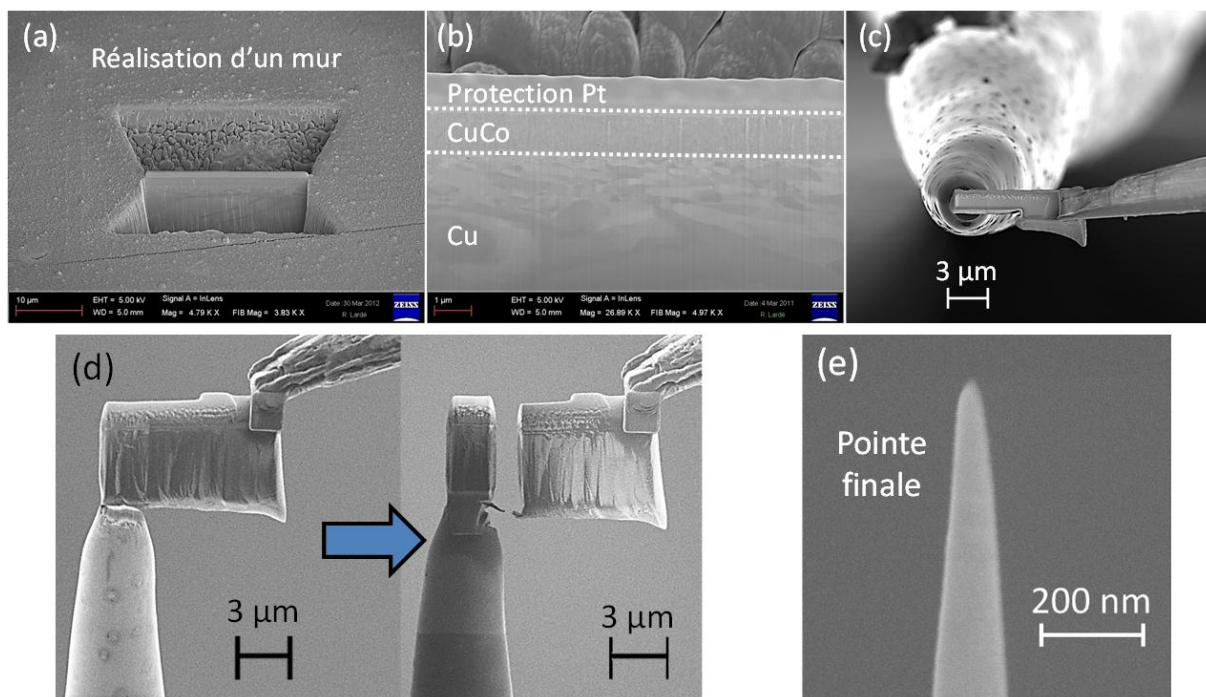 (a)
Réalisation d'un mur
10 µm
EHT = 5.00 kV
WD = 5.0 mm
Signal A = InLens
Mag = 4.79 K X
FIB Mag = 3.83 K X
Date :30 Mar 2012
R. Lardé
ZEISS
(b)
Protection Pt
CuCo
Cu
1 µm
EHT = 5.00 kV
WD = 5.0 mm
Signal A = InLens
Mag = 26.89 K X
FIB Mag = 4.97 K X
Date :4 Mar 2011
R. Lardé
ZEISS
(c)
3 µm
(d)
3 µm
3 µm
(e)
Pointe
finale
200 nm